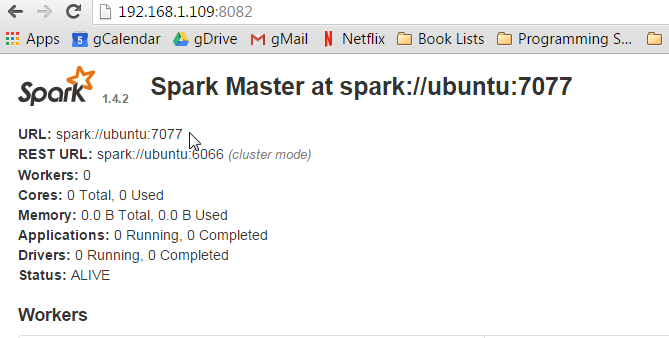 192.168.1.109:8082
Apps 5 gCalendar gDrive gMail N Netflix Book Lists Programming S...
Spark 1.4.2 Spark Master at spark://ubuntu:7077
URL: spark://ubuntu:7077
REST URL: spark://ubuntu:6066 (cluster mode)
Workers: 0
Cores: 0 Total, 0 Used
Memory: 0.0 B Total, 0.0 B Used
Applications: 0 Running, 0 Completed
Drivers: 0 Running, 0 Completed
Status: ALIVE
Workers